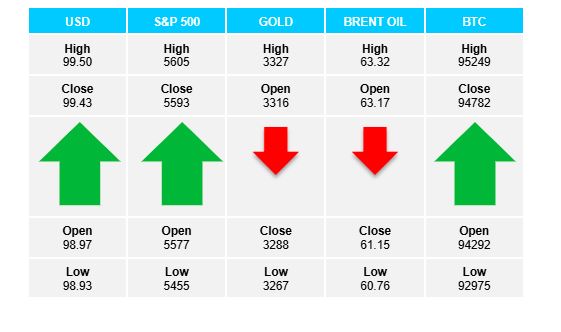 USD S&P 500 GOLD BRENT OIL BTC
High High High High High
99.50 5605 3327 63.32 95249
Close Close Open Open Close
99.43 5593 3316 63.17 94782
Open Open Close Close Open
98.97 5577 3288 61.15 94292
Low Low Low Low Low
98.93 5455 3267 60.76 92975